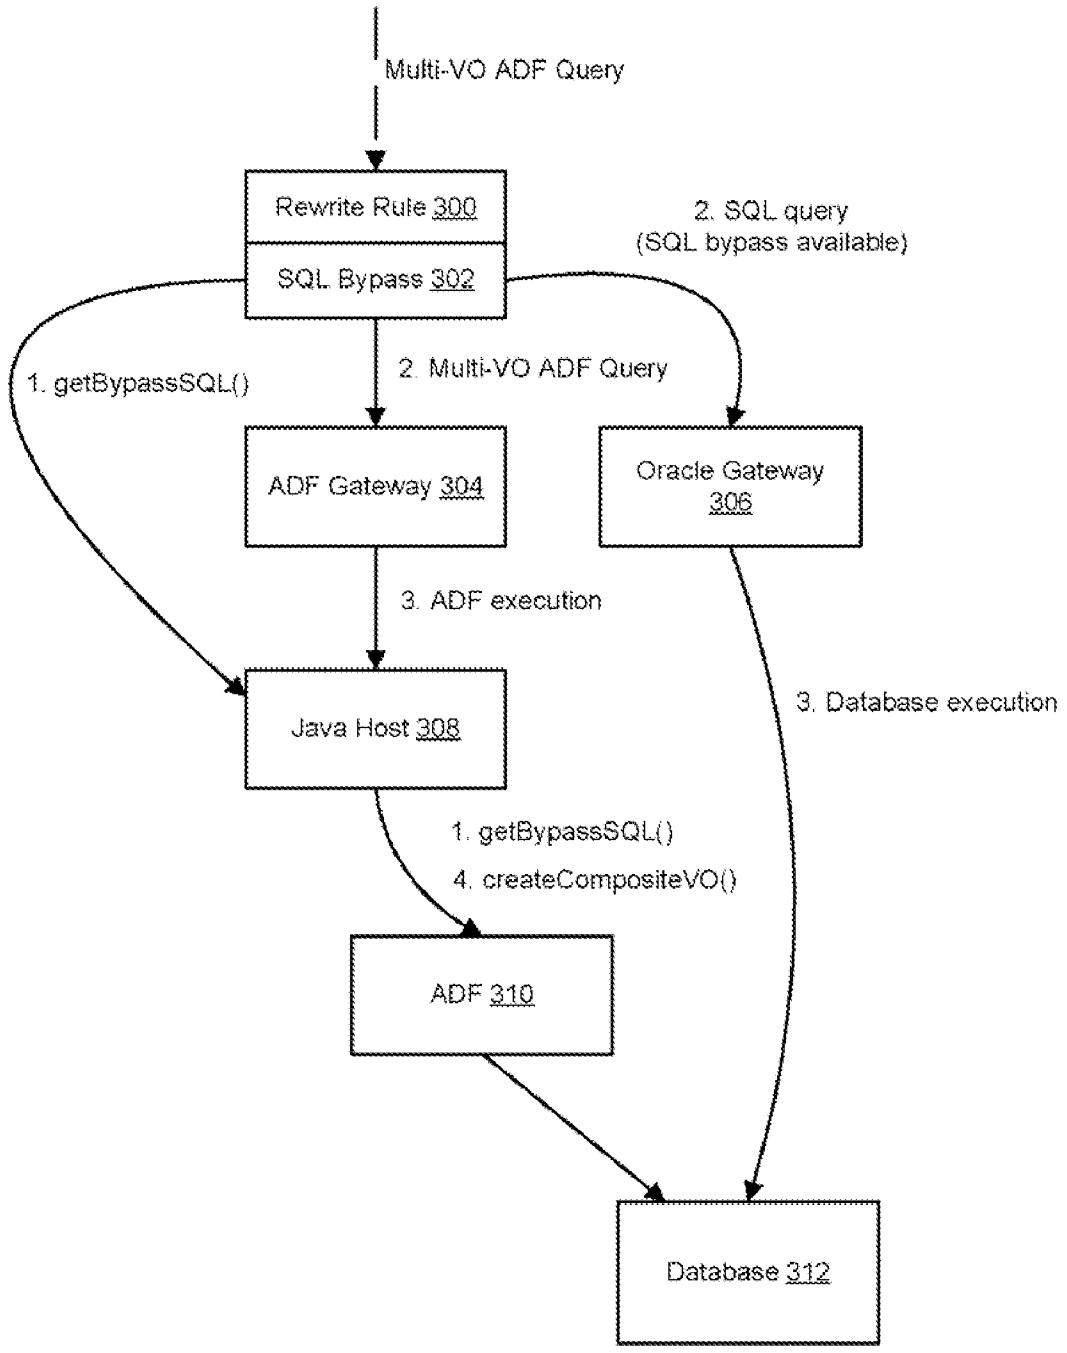 Multi-VO ADF Query
Rewrite Rule 300
2. SQL query
(SQL bypass available)
SQL Bypass 302
1. getBypassSQL()
2. Multi-VO ADF Query
ADF Gateway 304
Oracle Gateway
306
3. ADF execution
3. Database execution
Java Host 308
1. getBypassSQL()
4. createCompositeVO()
ADF 310
Database 312